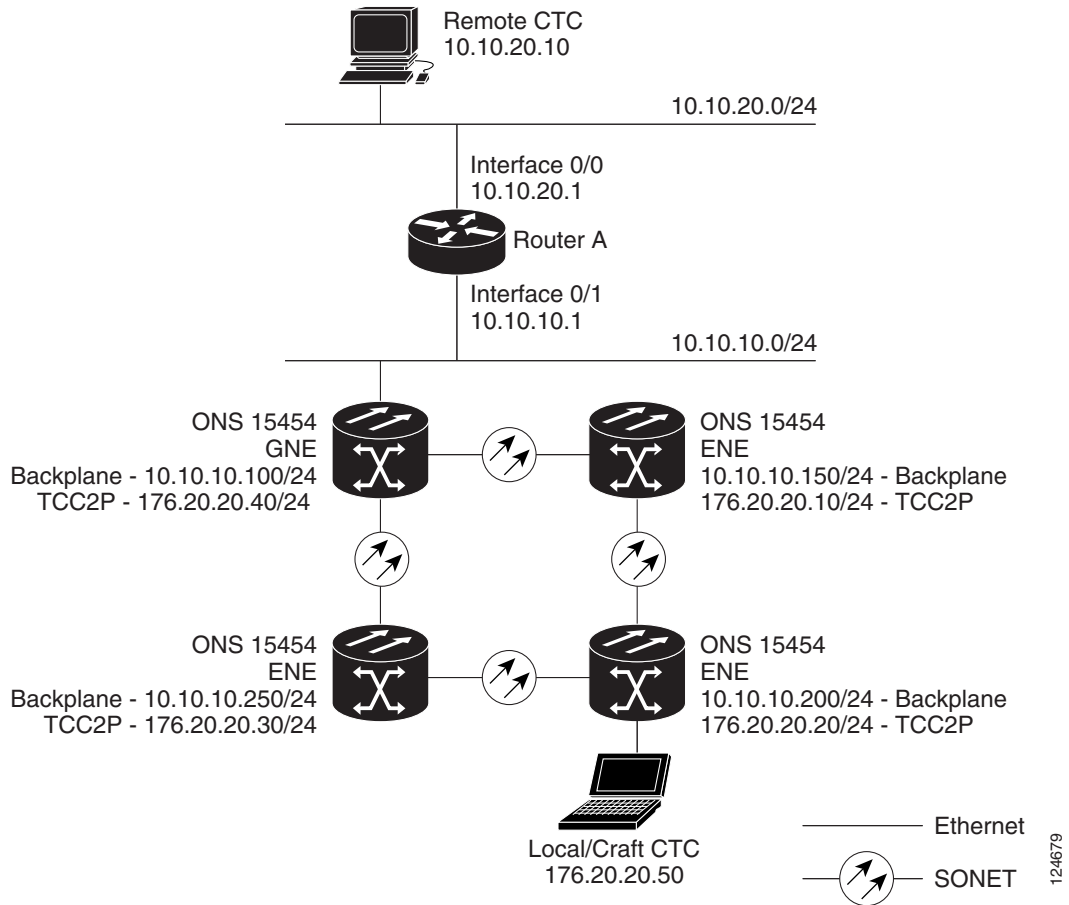 Remote CTC
10.10.20.10
10.10.20.0/24
Interface 0/0
10.10.20.1
Router A
Interface 0/1
10.10.10.1
10.10.10.0/24
ONS 15454
GNE
Backplane - 10.10.10.100/24
TCC2P - 176.20.20.40/24
ONS 15454
ENE
10.10.10.150/24 - Backplane
176.20.20.10/24 - TCC2P
ONS 15454
ENE
Backplane - 10.10.10.250/24
TCC2P - 176.20.20.30/24
ONS 15454
ENE
10.10.10.200/24 - Backplane
176.20.20.20/24 - TCC2P
Local/Craft CTC
176.20.20.50
Ethernet
SONET
124679